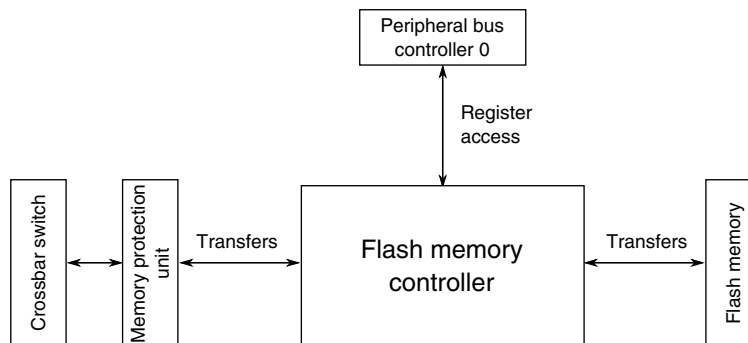 Peripheral bus
controller 0
Register
access
Crossbar switch
Memory protection
unit
Transfers
Flash memory
controller
Transfers
Flash memory